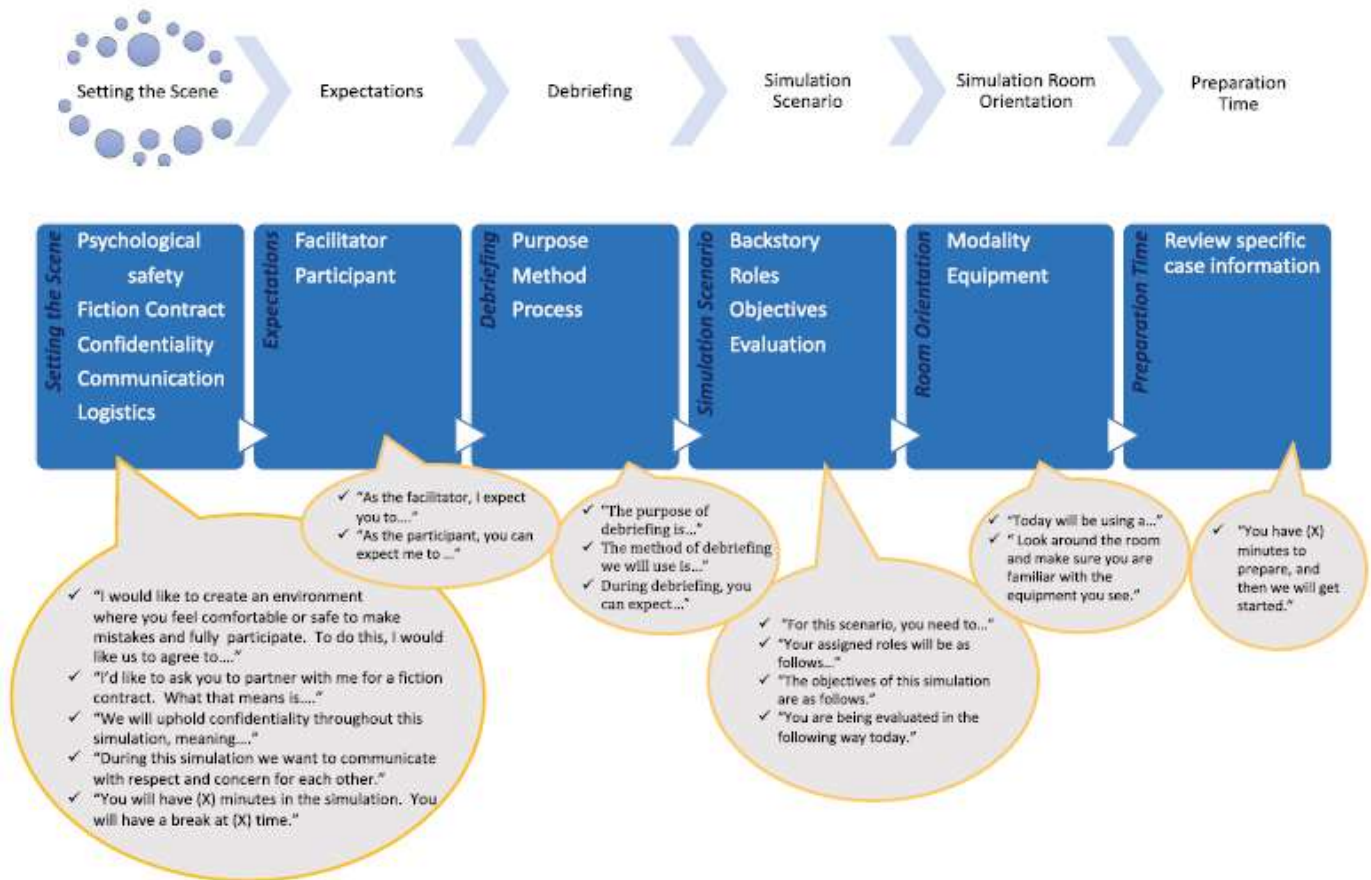 Setting the Scene
Expectations
Debriefing
Simulation
Scenario
Simulation Room
Orientation
Preparation
Time
Setting the Scene
Psychological
safety
Fiction Contract
Confidentiality
Communication
Logistics
Expectations
Facilitator
Participant
Debriefing
Purpose
Method
Process
Simulation Scenario
Backstory
Roles
Objectives
Evaluation
Room Orientation
Modality
Equipment
Preparation Time
Review specific
case information
✓ "I would like to create an environment
where you feel comfortable or safe to make
mistakes and fully participate. To do this, I would
like us to agree to...."
✓ "I'd like to ask you to partner with me for a fiction
contract. What that means is...."
✓ "We will uphold confidentiality throughout this
simulation, meaning...."
✓ "During this simulation we want to communicate
with respect and concern for each other."
✓ "You will have (X) minutes in the simulation. You
will have a break at (X) time."
✓ "As the facilitator, I expect
you to...."
✓ "As the participant, you can
expect me to ..."
✓ "The purpose of
debriefing is..."
✓ The method of debriefing
we will use is..."
✓ During debriefing, you
can expect..."
✓ "For this scenario, you need to..."
✓ "Your assigned roles will be as
follows..."
✓ "The objectives of this simulation
are as follows."
✓ "You are being evaluated in the
following way today."
✓ "Today will be using a..."
✓ " Look around the room
and make sure you are
familiar with the
equipment you see."
✓ "You have (X)
minutes to
prepare, and
then we will get
started."